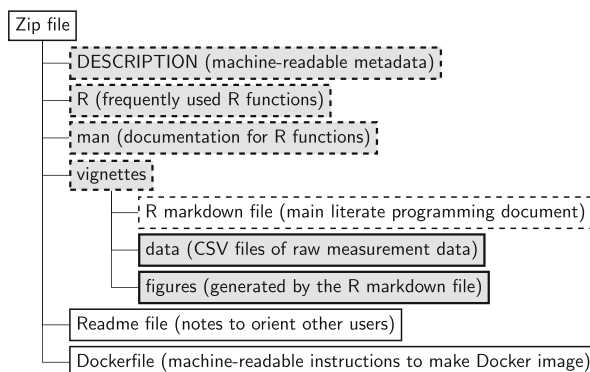 Zip file
DESCRIPTION (machine-readable metadata)
R (frequently used R functions)
man (documentation for R functions)
vignettes
R markdown file (main literate programming document)
data (CSV files of raw measurement data)
figures (generated by the R markdown file)
Readme file (notes to orient other users)
Dockerfile (machine-readable instructions to make Docker image)